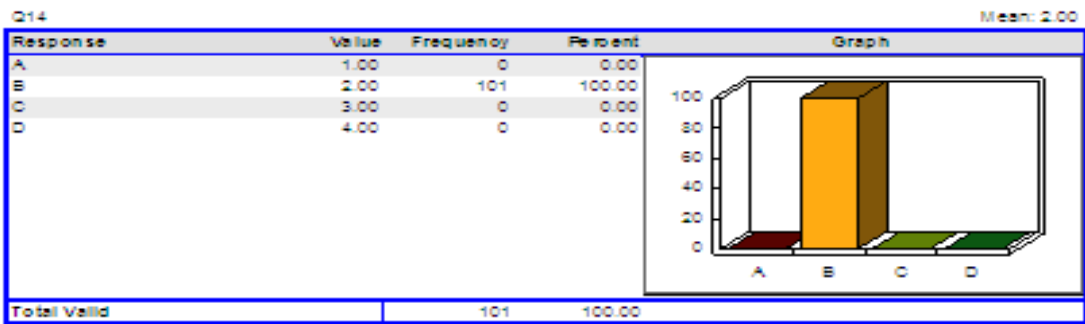 Q14 Mean: 2.00
Response Value Frequency Percent Graph
A 1.00 0 0.00
B 2.00 101 100.00
C 3.00 0 0.00
D 4.00 0 0.00
100
80
60
40
20
0
A B C D
Total Valid 101 100.00